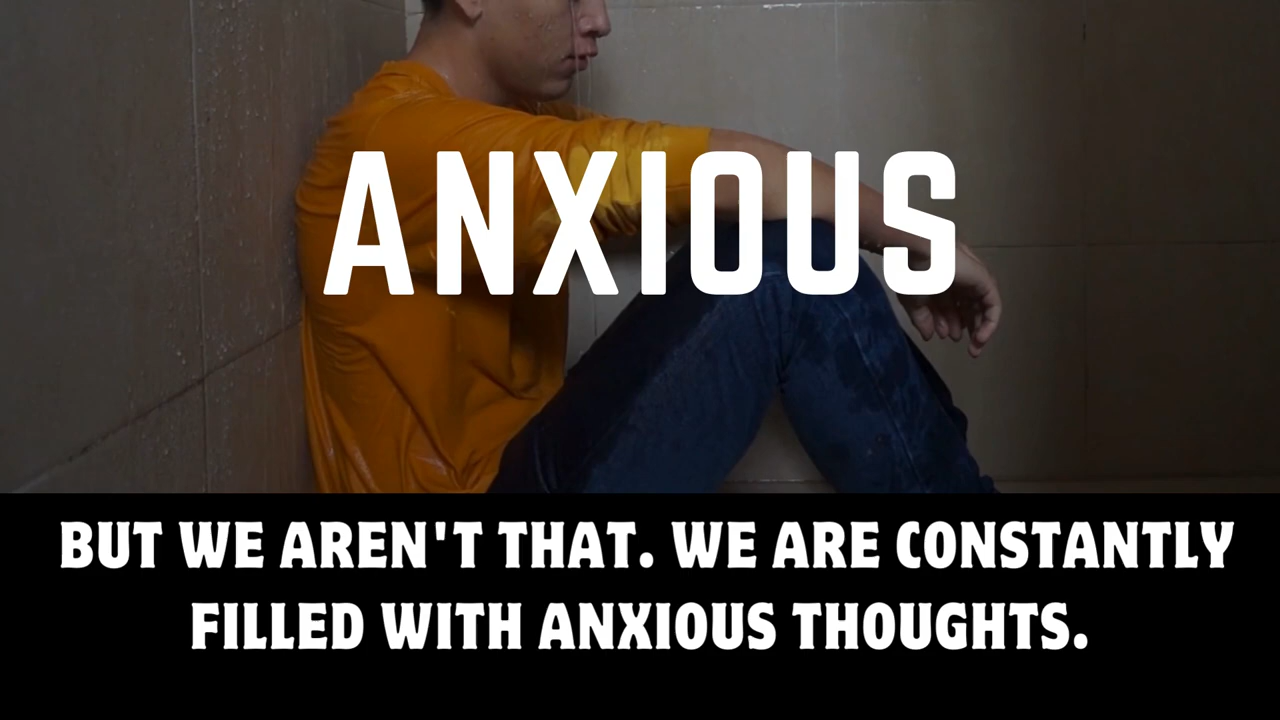 ANXIOUS
BUT WE AREN'T THAT. WE ARE CONSTANTLY
FILLED WITH ANXIOUS THOUGHTS.